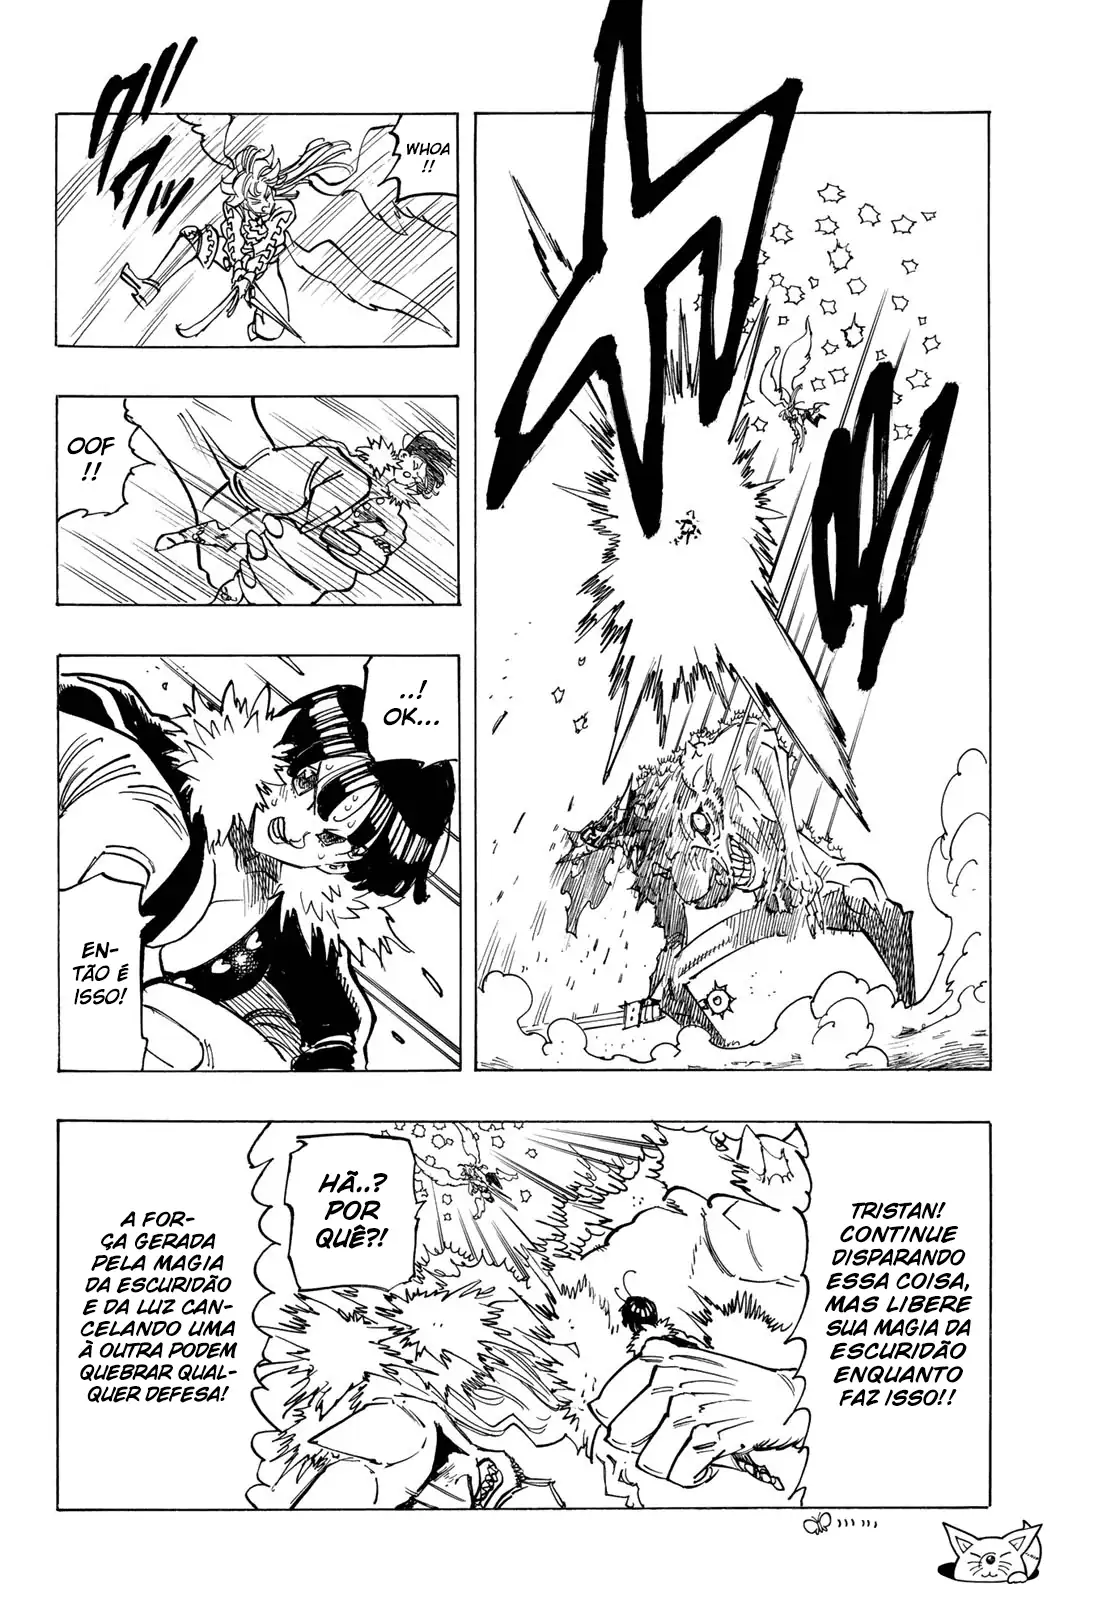 WHOA
!!
OOF
!!
..!
OK...
EN-
TÃO É
ISSO!
TRISTAN!
CONTINUE
DISPARANDO
ESSA COISA,
MAS LIBERE
SUA MAGIA DA
ESCURIDÃO
ENQUANTO
FAZ ISSO!!
HÃ..?
POR
QUÊ?!
A FOR-
ÇA GERADA
PELA MAGIA
DA ESCURIDÃO
E DA LUZ CAN-
CELANDO UMA
À OUTRA PODEM
QUEBRAR QUAL-
QUER DEFESA!